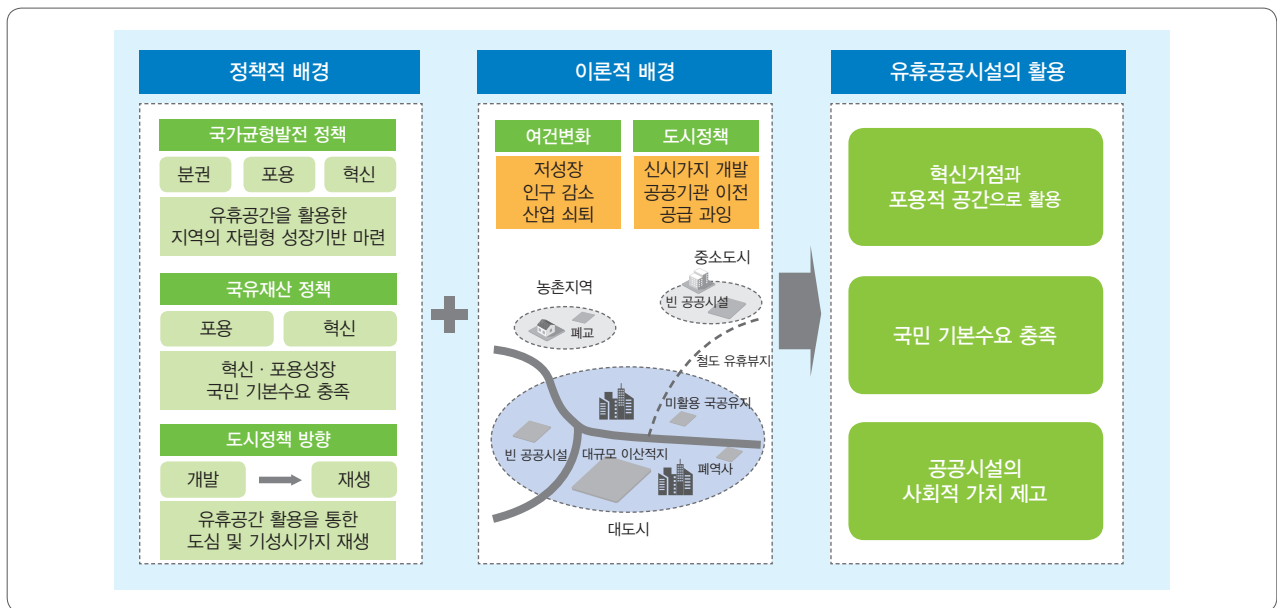 정책적 배경
국가균형발전 정책
분권
포용
혁신
유휴공간을 활용한
지역의 자립형 성장기반 마련
국유재산 정책
포용
혁신
혁신·포용성장
국민 기본수요 충족
도시정책 방향
개발
재생
유휴공간 활용을 통한
도심 및 기성시가지 재생
이론적 배경
여건변화
저성장
인구 감소
산업 쇠퇴
도시정책
신시가지 개발
공공기관 이전
공급 과잉
중소도시
빈 공공시설
농촌지역
폐교
철도 유휴뷰지
미활용 국공유지
빈 공공시설
대규모 이산적지
폐역사
대도시
유휴공공시설의 활용
혁신거점과
포용적 공간으로 활용
국민 기본수요 충족
공공시설의
사회적 가치 제고